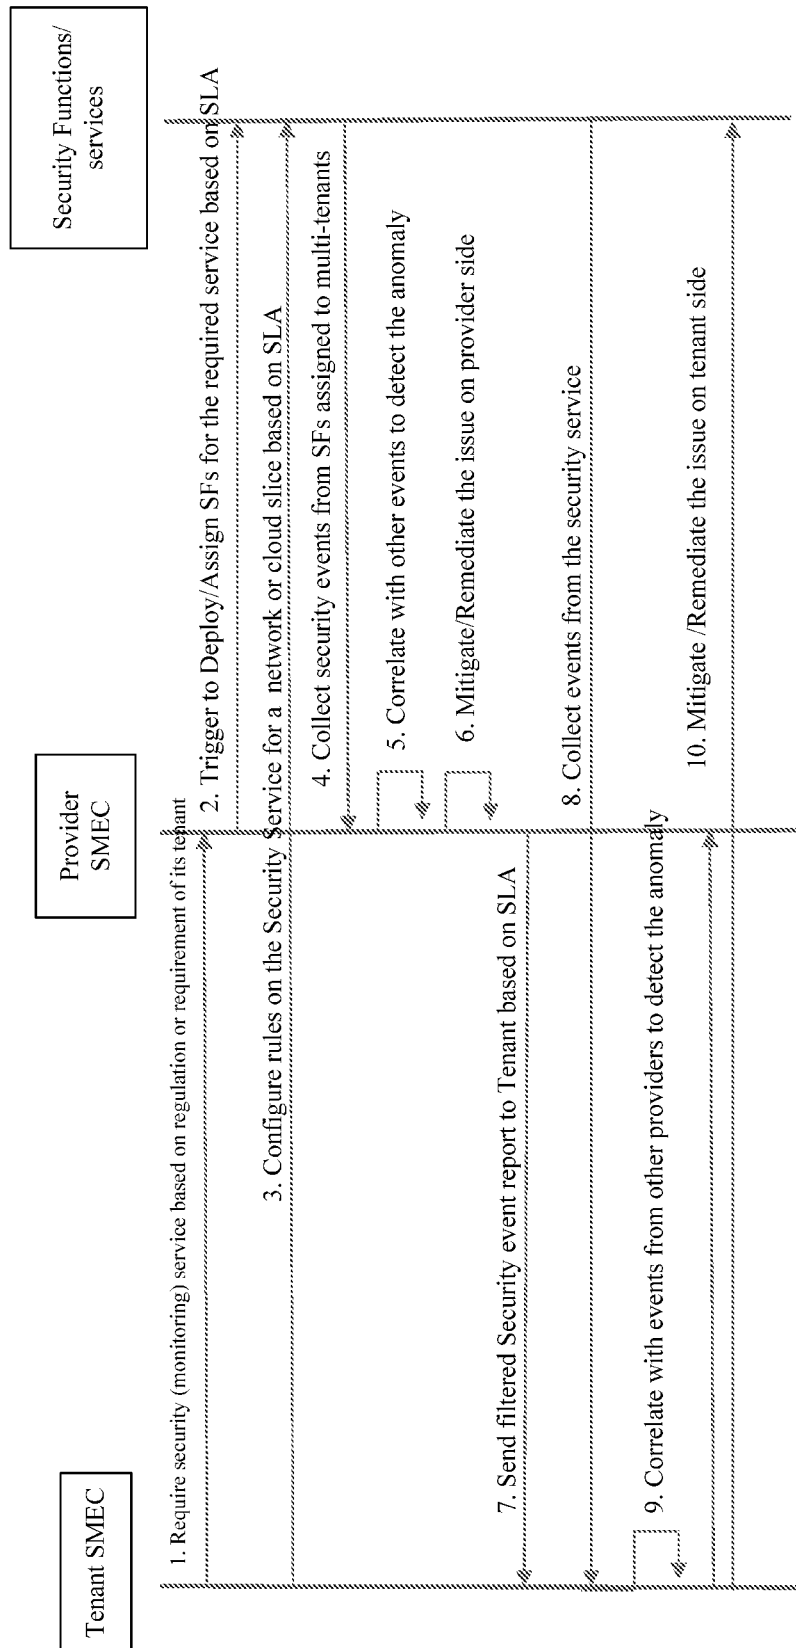 Tenant SMEC
Provider
SMEC
Security Functions/
services
1. Require security (monitoring) service based on regulation or requirement of its tenant
2. Trigger to Deploy/Assign SFs for the required service based on SLA
3. Configure rules on the Security Service for a network or cloud slice based on SLA
4. Collect security events from SFs assigned to multi-tenants
5. Correlate with other events to detect the anomaly
6. Mitigate/Remediate the issue on provider side
7. Send filtered Security event report to Tenant based on SLA
8. Collect events from the security service
9. Correlate with events from other providers to detect the anomaly
10. Mitigate /Remediate the issue on tenant side